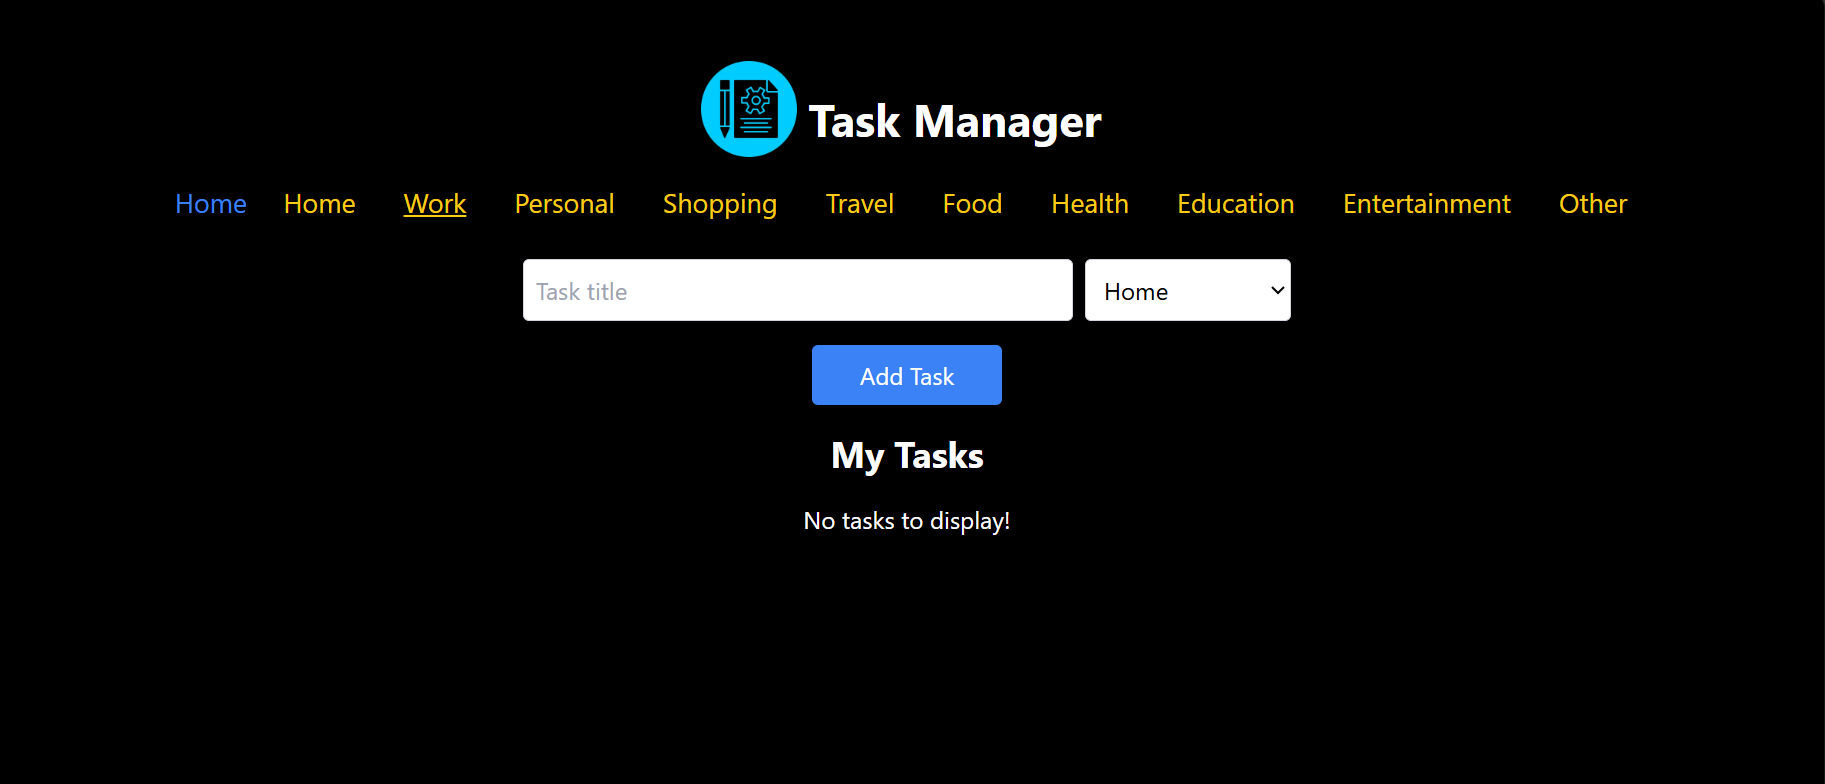 Task Manager
Home Home Work Personal Shopping Travel Food Health Education Entertainment Other
Task title Home
Add Task
My Tasks
No tasks to display!